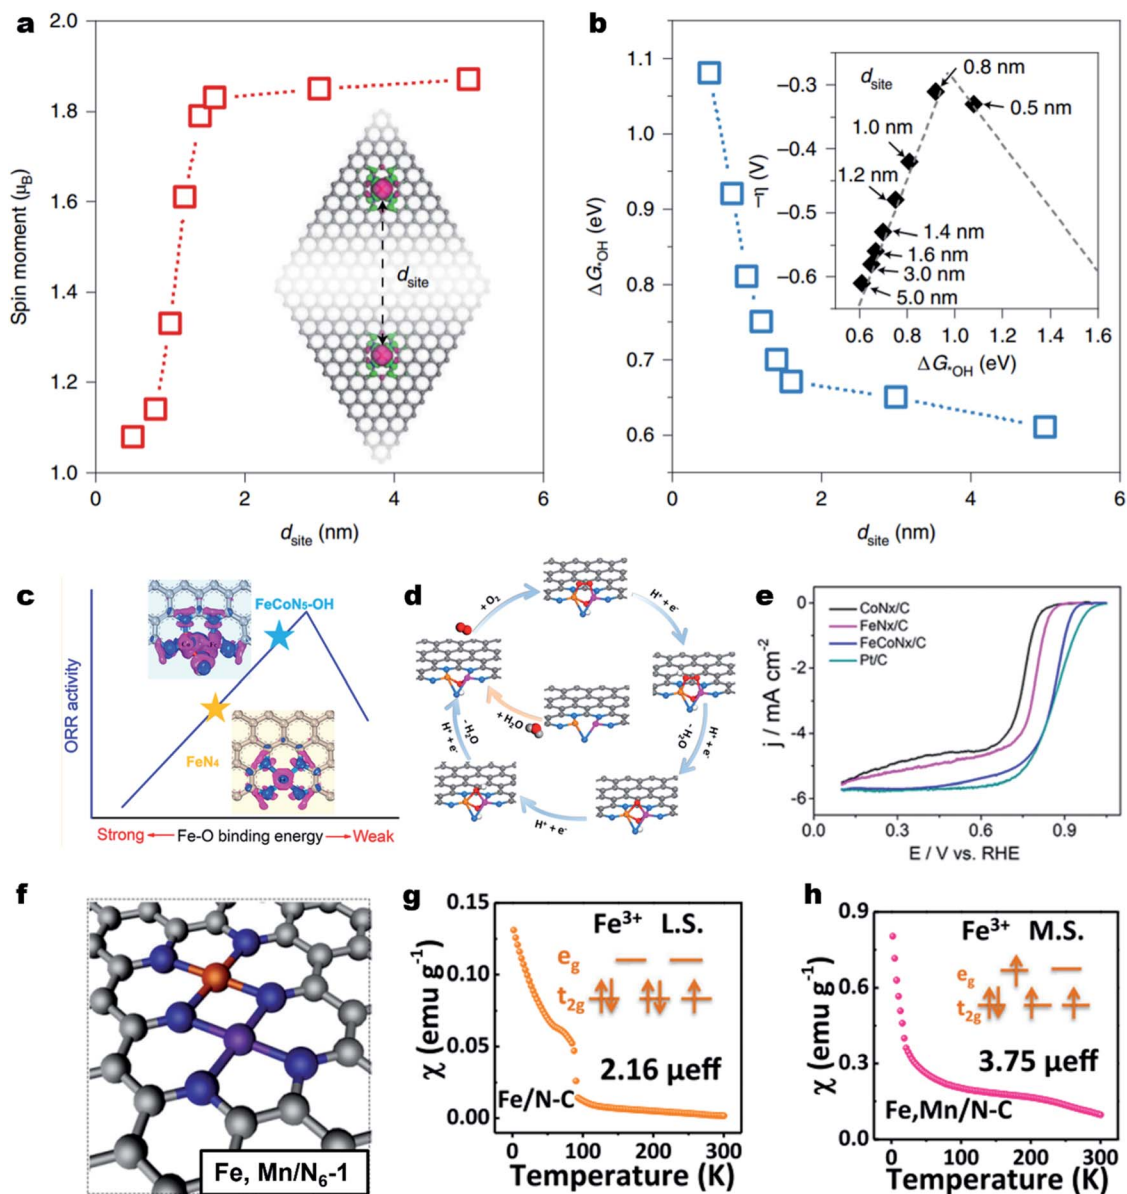 a
2.0
1.8
1.6
1.4
1.2
1.0
Spin moment (μB)
0
2
4
6
dsite (nm)
dsite
b
1.1
1.0
0.9
0.8
0.7
0.6
ΔG*OH (eV)
0
2
4
6
dsite (nm)
dsite
0.8 nm
0.5 nm
1.0 nm
1.2 nm
1.4 nm
1.6 nm
3.0 nm
5.0 nm
−0.3
−0.4
−0.5
−0.6
−η (V)
0.6 0.8 1.0 1.2 1.4 1.6
ΔG*OH (eV)
c
FeCoN5-OH
FeN4
ORR activity
Strong
Fe-O binding energy
Weak
d
+ O2
H+ + e-
H+ + e-
- H2O
H+ + e-
H+ + e-
- H2O
+ H2O
e
CoNx/C
FeNx/C
FeCoNx/C
Pt/C
0
-2
-4
-6
j / mA cm-2
0.0 0.3 0.6 0.9
E / V vs. RHE
f
Fe, Mn/N6-1
g
0.15
0.10
0.05
0.00
χ (emu g-1)
Fe3+ L.S.
eg
t2g
2.16 μeff
Fe/N-C
0 100 200 300
Temperature (K)
h
0.9
0.6
0.3
0.0
χ (emu g-1)
Fe3+ M.S.
eg
t2g
3.75 μeff
Fe,Mn/N-C
0 100 200 300
Temperature (K)